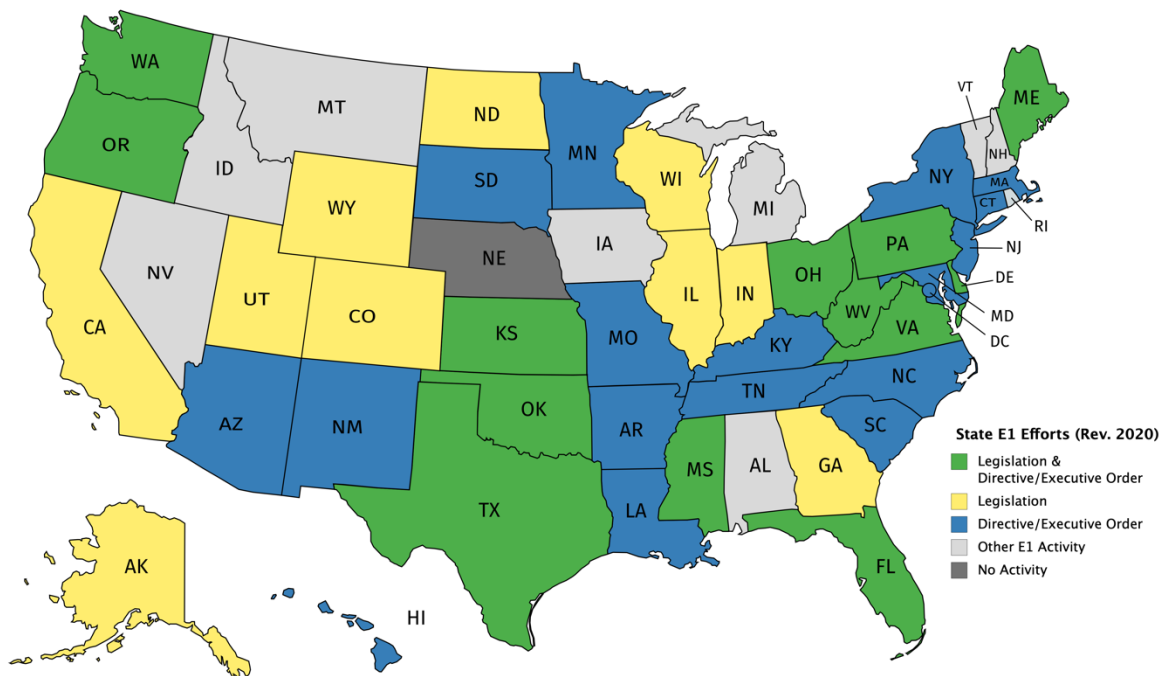 WA
MT
ND
MN
VT
ME
OR
ID
SD
WI
NY
NH
MA
CT
WY
MI
RI
IA
PA
NJ
NE
NV
OH
DE
UT
IL
IN
CO
WV
MD
CA
KS
MO
VA
DC
KY
NC
TN
AZ
NM
OK
AR
SC
State E1 Efforts (Rev. 2020)
MS
AL
GA
Legislation &
Directive/Executive Order
Legislation
TX
LA
Directive/Executive Order
Other E1 Activity
AK
FL
No Activity
HI